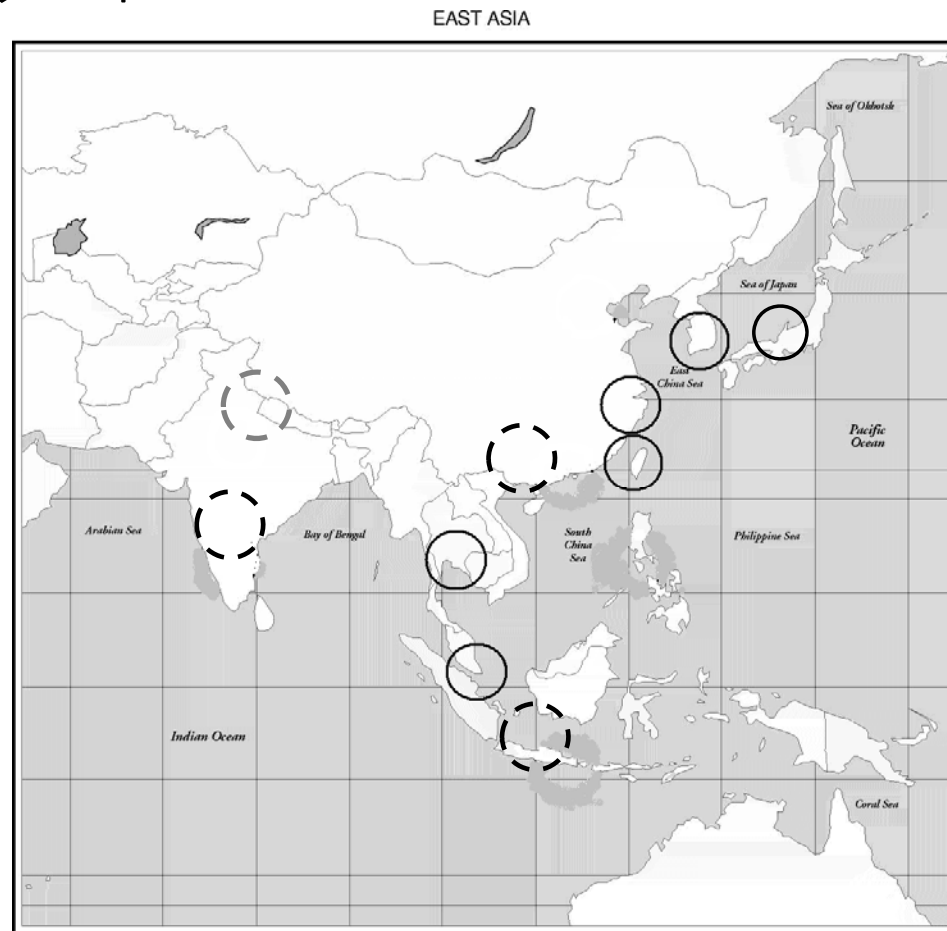 EAST ASIA
Sea of Okhotsk
Sea of Japan
East
China Sea
Pacific
Ocean
Arabian Sea
Bay of Bengal
South
China
Sea
Philippine Sea
Indian Ocean
Coral Sea